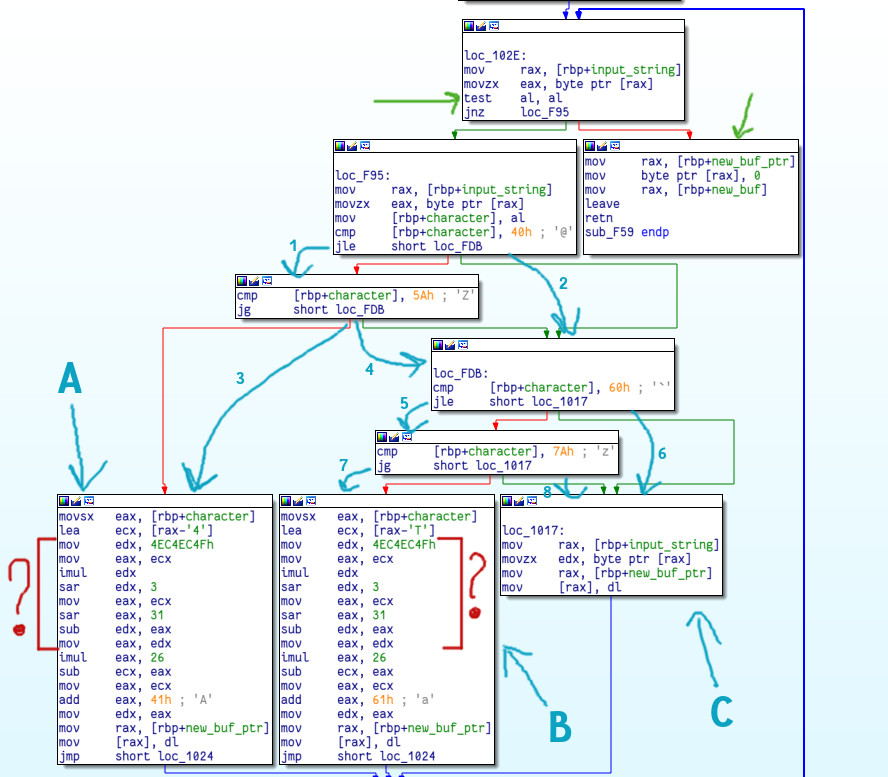 loc_102E:
mov rax, [rbp+input_string]
movzx eax, byte ptr [rax]
test al, al
jnz loc_F95
loc_F95:
mov rax, [rbp+input_string]
movzx eax, byte ptr [rax]
mov [rbp+character], al
cmp [rbp+character], 40h ; '@'
jle short loc_FDB
mov rax, [rbp+new_buf_ptr]
mov byte ptr [rax], 0
mov rax, [rbp+new_buf]
leave
retn
sub_F59 endp
1
2
cmp [rbp+character], 5Ah ; 'Z'
jg short loc_FDB
3
4
A
loc_FDB:
cmp [rbp+character], 60h ; '`'
jle short loc_1017
5
6
cmp [rbp+character], 7Ah ; 'z'
jg short loc_1017
7
8
movsx eax, [rbp+character]
lea ecx, [rax-'4']
mov edx, 4EC4EC4Fh
mov eax, ecx
imul edx
sar edx, 3
mov eax, ecx
sar eax, 31
sub edx, eax
mov eax, edx
imul eax, 26
sub ecx, eax
mov eax, ecx
add eax, 41h ; 'A'
mov edx, eax
mov rax, [rbp+new_buf_ptr]
mov [rax], dl
jmp short loc_1024
?
movsx eax, [rbp+character]
lea ecx, [rax-'T']
mov edx, 4EC4EC4Fh
mov eax, ecx
imul edx
sar edx, 3
mov eax, ecx
sar eax, 31
sub edx, eax
mov eax, edx
imul eax, 26
sub ecx, eax
mov eax, ecx
add eax, 61h ; 'a'
mov edx, eax
mov rax, [rbp+new_buf_ptr]
mov [rax], dl
jmp short loc_1024
?
loc_1017:
mov rax, [rbp+input_string]
movzx edx, byte ptr [rax]
mov rax, [rbp+new_buf_ptr]
mov [rax], dl
B
C